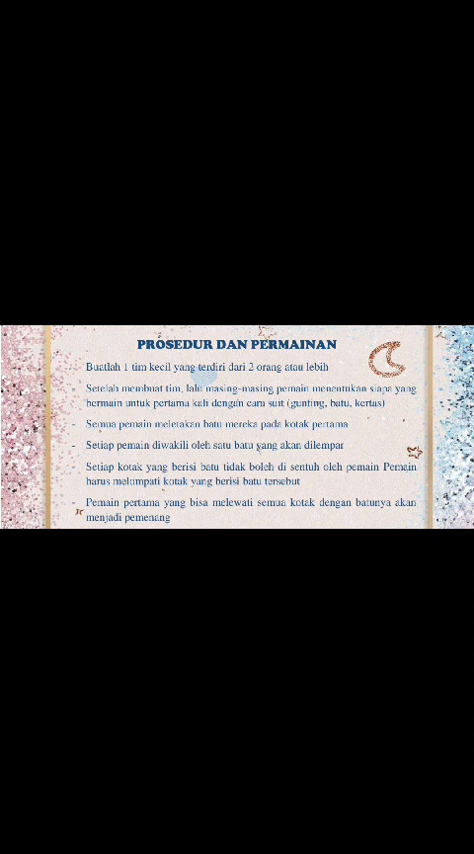 PROSEDUR DAN PERMAINAN
- Buatlah 1 tim kecil yang terdiri dari 2 orang atau lebih
- Setelah membuat tim, lalu masing-masing pemain menentukan siapa yang
bermain untuk pertama kali dengan cara suit (gunting, batu, kertas)
- Semua pemain meletakan batu mereka pada kotak pertama
- Setiap pemain diwakili oleh satu batu yang akan dilempar
- Setiap kotak yang berisi batu tidak boleh di sentuh oleh pemain Pemain
harus melompati kotak yang berisi batu tersebut
- Pemain pertama yang bisa melewati semua kotak dengan batunya akan
menjadi pemenang